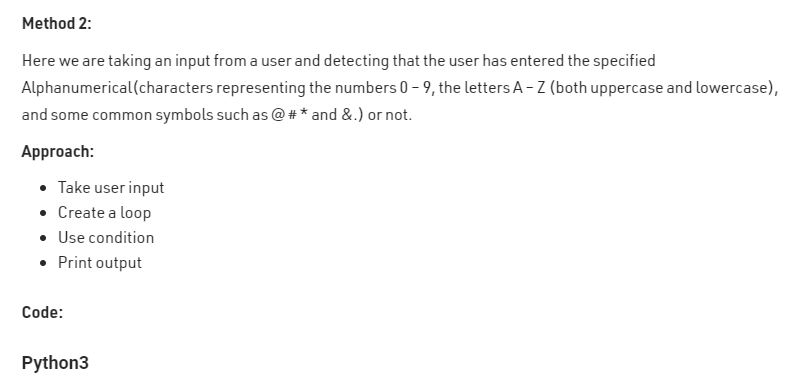 Method 2:
Here we are taking an input from a user and detecting that the user has entered the specified
Alphanumerical(characters representing the numbers 0 – 9, the letters A – Z (both uppercase and lowercase),
and some common symbols such as @ # * and &.) or not.
Approach:
• Take user input
• Create a loop
• Use condition
• Print output
Code:
Python3